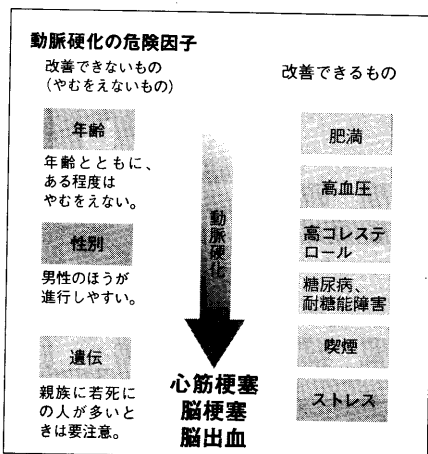 動脈硬化の危険因子
改善できないもの
（やむをえないもの）
年齢
年齢とともに、
ある程度は
やむをえない。
性別
男性のほうが
進行しやすい。
遺伝
親族に若死に
の人が多いと
きは要注意。
動脈硬化
心筋梗塞
脳梗塞
脳出血
改善できるもの
肥満
高血圧
高コレステ
ロール
糖尿病、
耐糖能障害
喫煙
ストレス